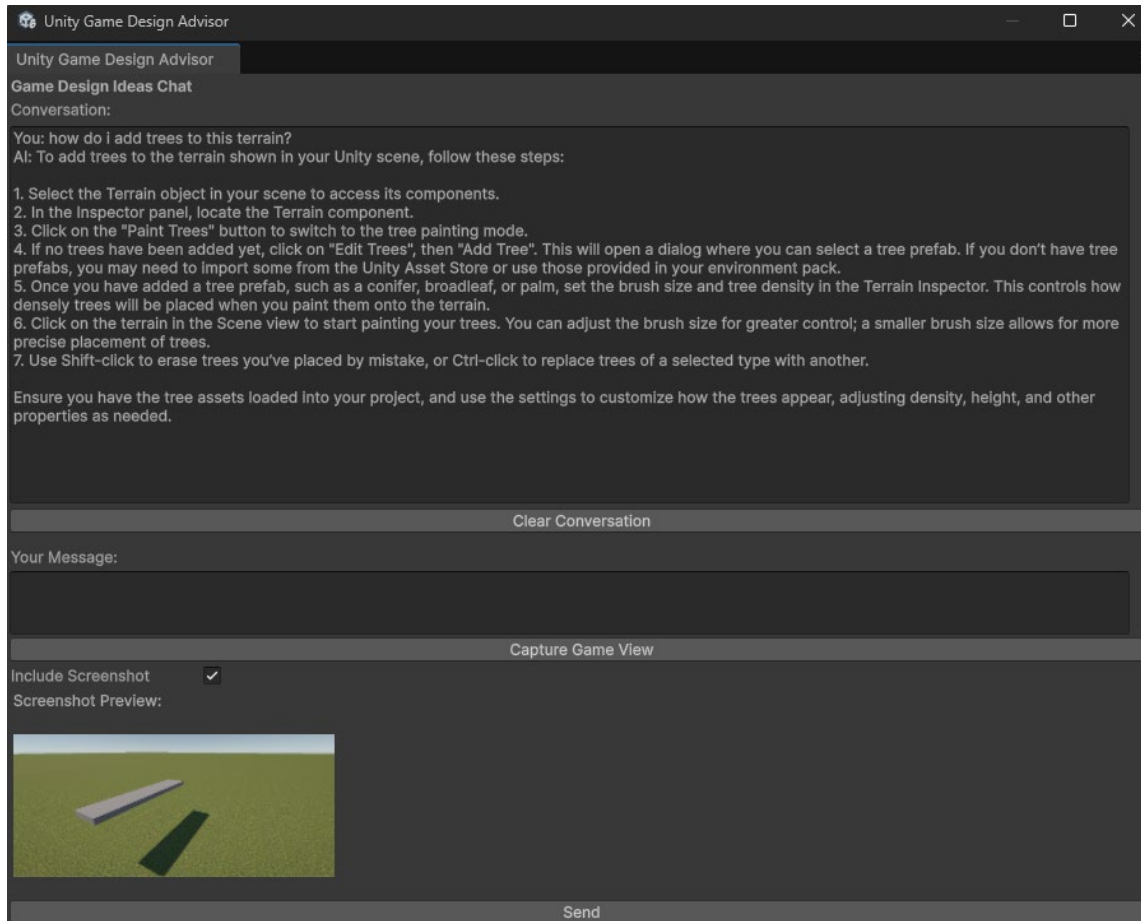 Unity Game Design Advisor
Unity Game Design Advisor
Game Design Ideas Chat
Conversation:
You: how do i add trees to this terrain?
AI: To add trees to the terrain shown in your Unity scene, follow these steps:
1. Select the Terrain object in your scene to access its components.
2. In the Inspector panel, locate the Terrain component.
3. Click on the "Paint Trees" button to switch to the tree painting mode.
4. If no trees have been added yet, click on "Edit Trees", then "Add Tree". This will open a dialog where you can select a tree prefab. If you don't have tree
prefabs, you may need to import some from the Unity Asset Store or use those provided in your environment pack.
5. Once you have added a tree prefab, such as a conifer, broadleaf, or palm, set the brush size and tree density in the Terrain Inspector. This controls how
densely trees will be placed when you paint them onto the terrain.
6. Click on the terrain in the Scene view to start painting your trees. You can adjust the brush size for greater control; a smaller brush size allows for more
precise placement of trees.
7. Use Shift-click to erase trees you've placed by mistake, or Ctrl-click to replace trees of a selected type with another.
Ensure you have the tree assets loaded into your project, and use the settings to customize how the trees appear, adjusting density, height, and other
properties as needed.
Clear Conversation
Your Message:
Capture Game View
Include Screenshot
Screenshot Preview:
Send